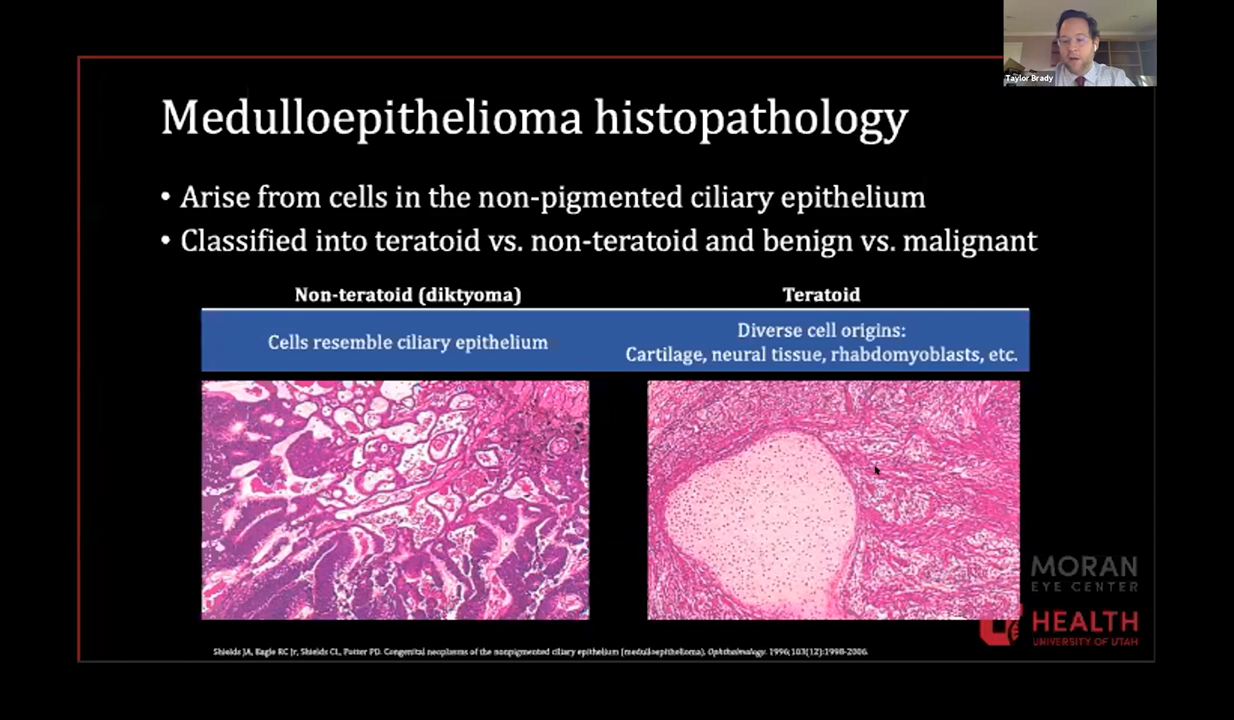 Taylor Brady
Medulloepithelioma histopathology
• Arise from cells in the non-pigmented ciliary epithelium
• Classified into teratoid vs. non-teratoid and benign vs. malignant
Non-teratoid (diktyoma)
Teratoid
Cells resemble ciliary epithelium
Diverse cell origins:
Cartilage, neural tissue, rhabdomyoblasts, etc.
MORAN
EYE CENTER
HEALTH
UNIVERSITY OF UTAH
Shields JA, Eagle RC Jr, Shields CL, Potter PD. Congenital neoplasms of the nonpigmented ciliary epithelium (medulloepithelioma). Ophthalmology. 1996;103(12):1998-2006.